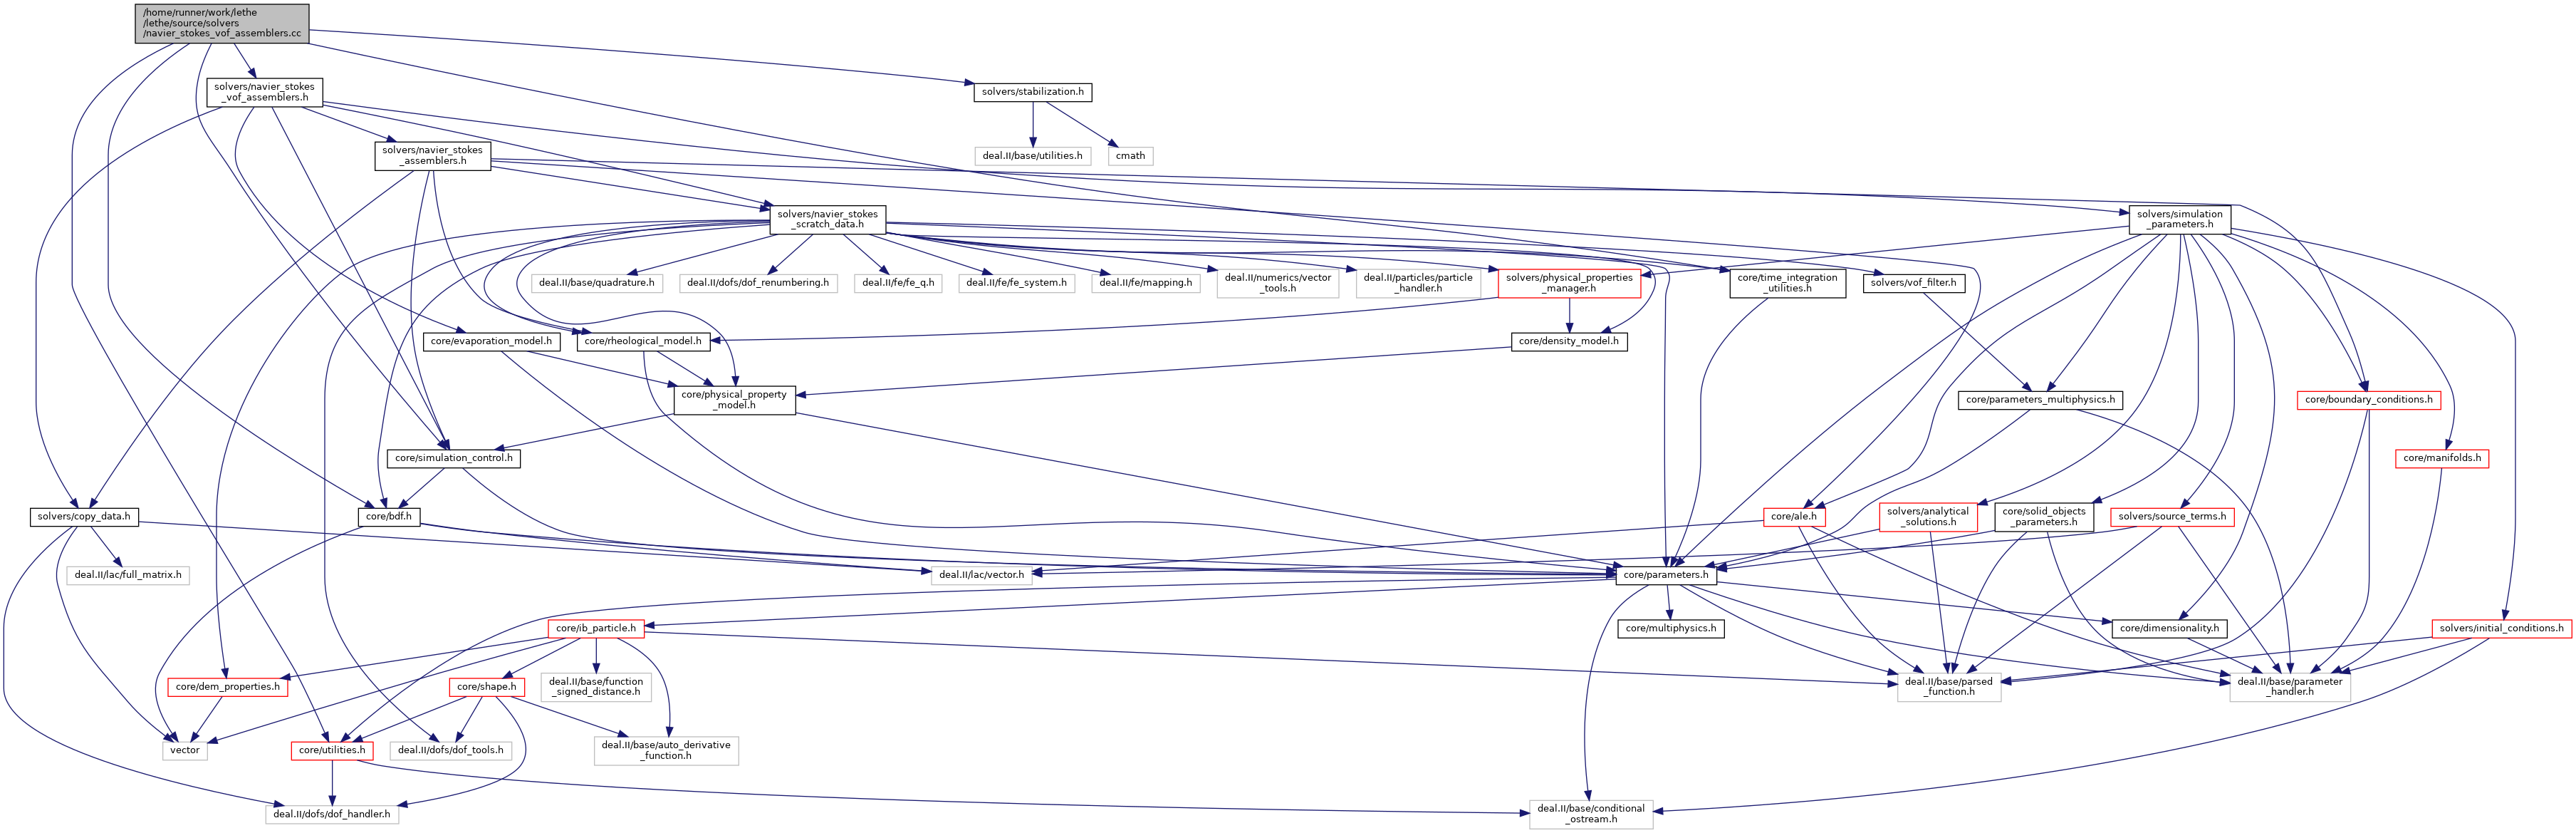 /home/runner/work/lethe
/lethe/source/solvers
/navier_stokes_vof_assemblers.cc
solvers/navier_stokes
_vof_assemblers.h
solvers/stabilization.h
solvers/navier_stokes
_assemblers.h
deal.II/base/utilities.h
cmath
solvers/navier_stokes
_scratch_data.h
solvers/simulation
_parameters.h
deal.II/base/quadrature.h
deal.II/dofs/dof_renumbering.h
deal.II/fe/fe_q.h
deal.II/fe/fe_system.h
deal.II/fe/mapping.h
deal.II/numerics/vector
_tools.h
deal.II/particles/particle
_handler.h
solvers/physical_properties
_manager.h
core/time_integration
_utilities.h
solvers/vof_filter.h
core/evaporation_model.h
core/rheological_model.h
core/density_model.h
core/physical_property
_model.h
core/parameters_multiphysics.h
core/boundary_conditions.h
core/simulation_control.h
core/manifolds.h
solvers/copy_data.h
core/bdf.h
core/ale.h
solvers/analytical
_solutions.h
core/solid_objects
_parameters.h
solvers/source_terms.h
deal.II/lac/full_matrix.h
deal.II/lac/vector.h
core/parameters.h
core/ib_particle.h
core/multiphysics.h
core/dimensionality.h
solvers/initial_conditions.h
core/dem_properties.h
core/shape.h
deal.II/base/function
_signed_distance.h
deal.II/base/parsed
_function.h
deal.II/base/parameter
_handler.h
vector
core/utilities.h
deal.II/dofs/dof_tools.h
deal.II/base/auto_derivative
_function.h
deal.II/dofs/dof_handler.h
deal.II/base/conditional
_ostream.h